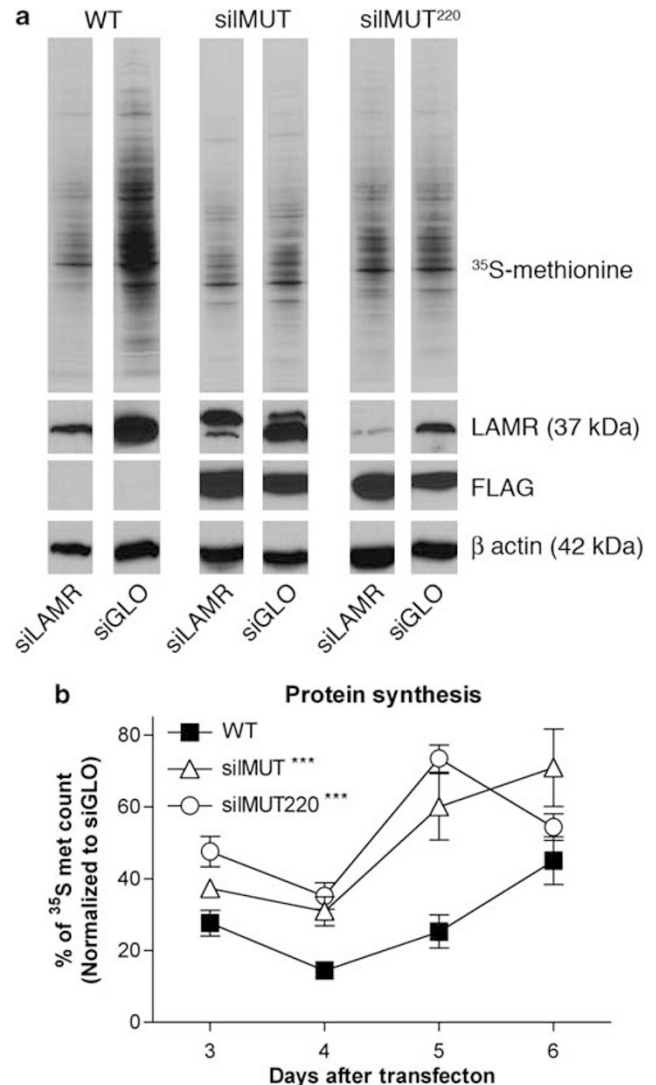 a
WT silMUT silMUT²²⁰
³⁵S-methionine
LAMR (37 kDa)
FLAG
β actin (42 kDa)
siLAMR siGLO siLAMR siGLO siLAMR siGLO
b Protein synthesis
WT
silMUT ***
silMUT220 ***
% of ³⁵S met count
(Normalized to siGLO)
80
60
40
20
0
3 4 5 6
Days after transfecton